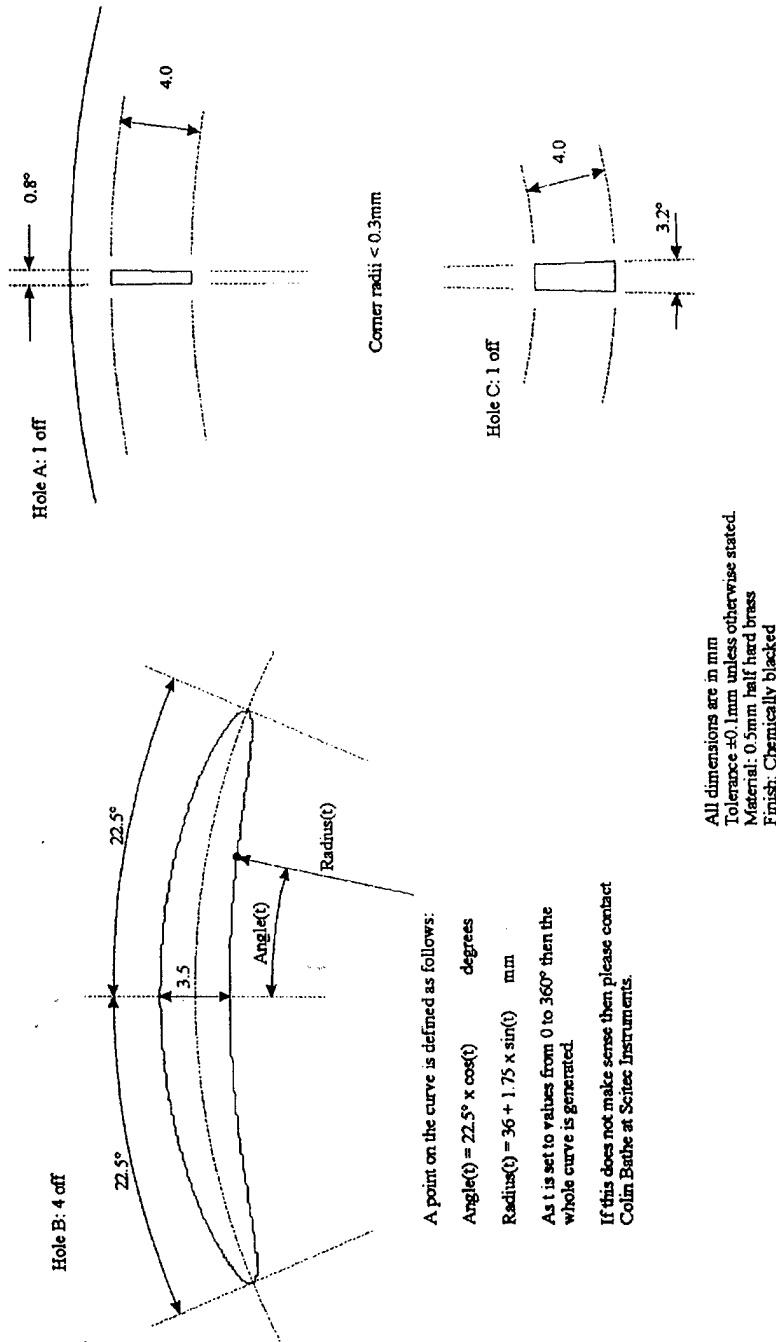 Hole B: 4 off
22.5°
22.5°
3.5
Angle(t)
Radius(t)
A point on the curve is defined as follows:
Angle(t) = 22.5° x cos(t) degrees
Radius(t) = 36 + 1.75 x sin(t) mm
As t is set to values from 0 to 360° then the
whole curve is generated.
If this does not make sense then please contact
Colin Bathe at Scitec Instruments.
Hole A: 1 off
0.8°
4.0
Corner radii < 0.3mm
Hole C: 1 off
4.0
3.2°
All dimensions are in mm
Tolerance ±0.1mm unless otherwise stated.
Material: 0.5mm half hard brass
Finish: Chemically blacked